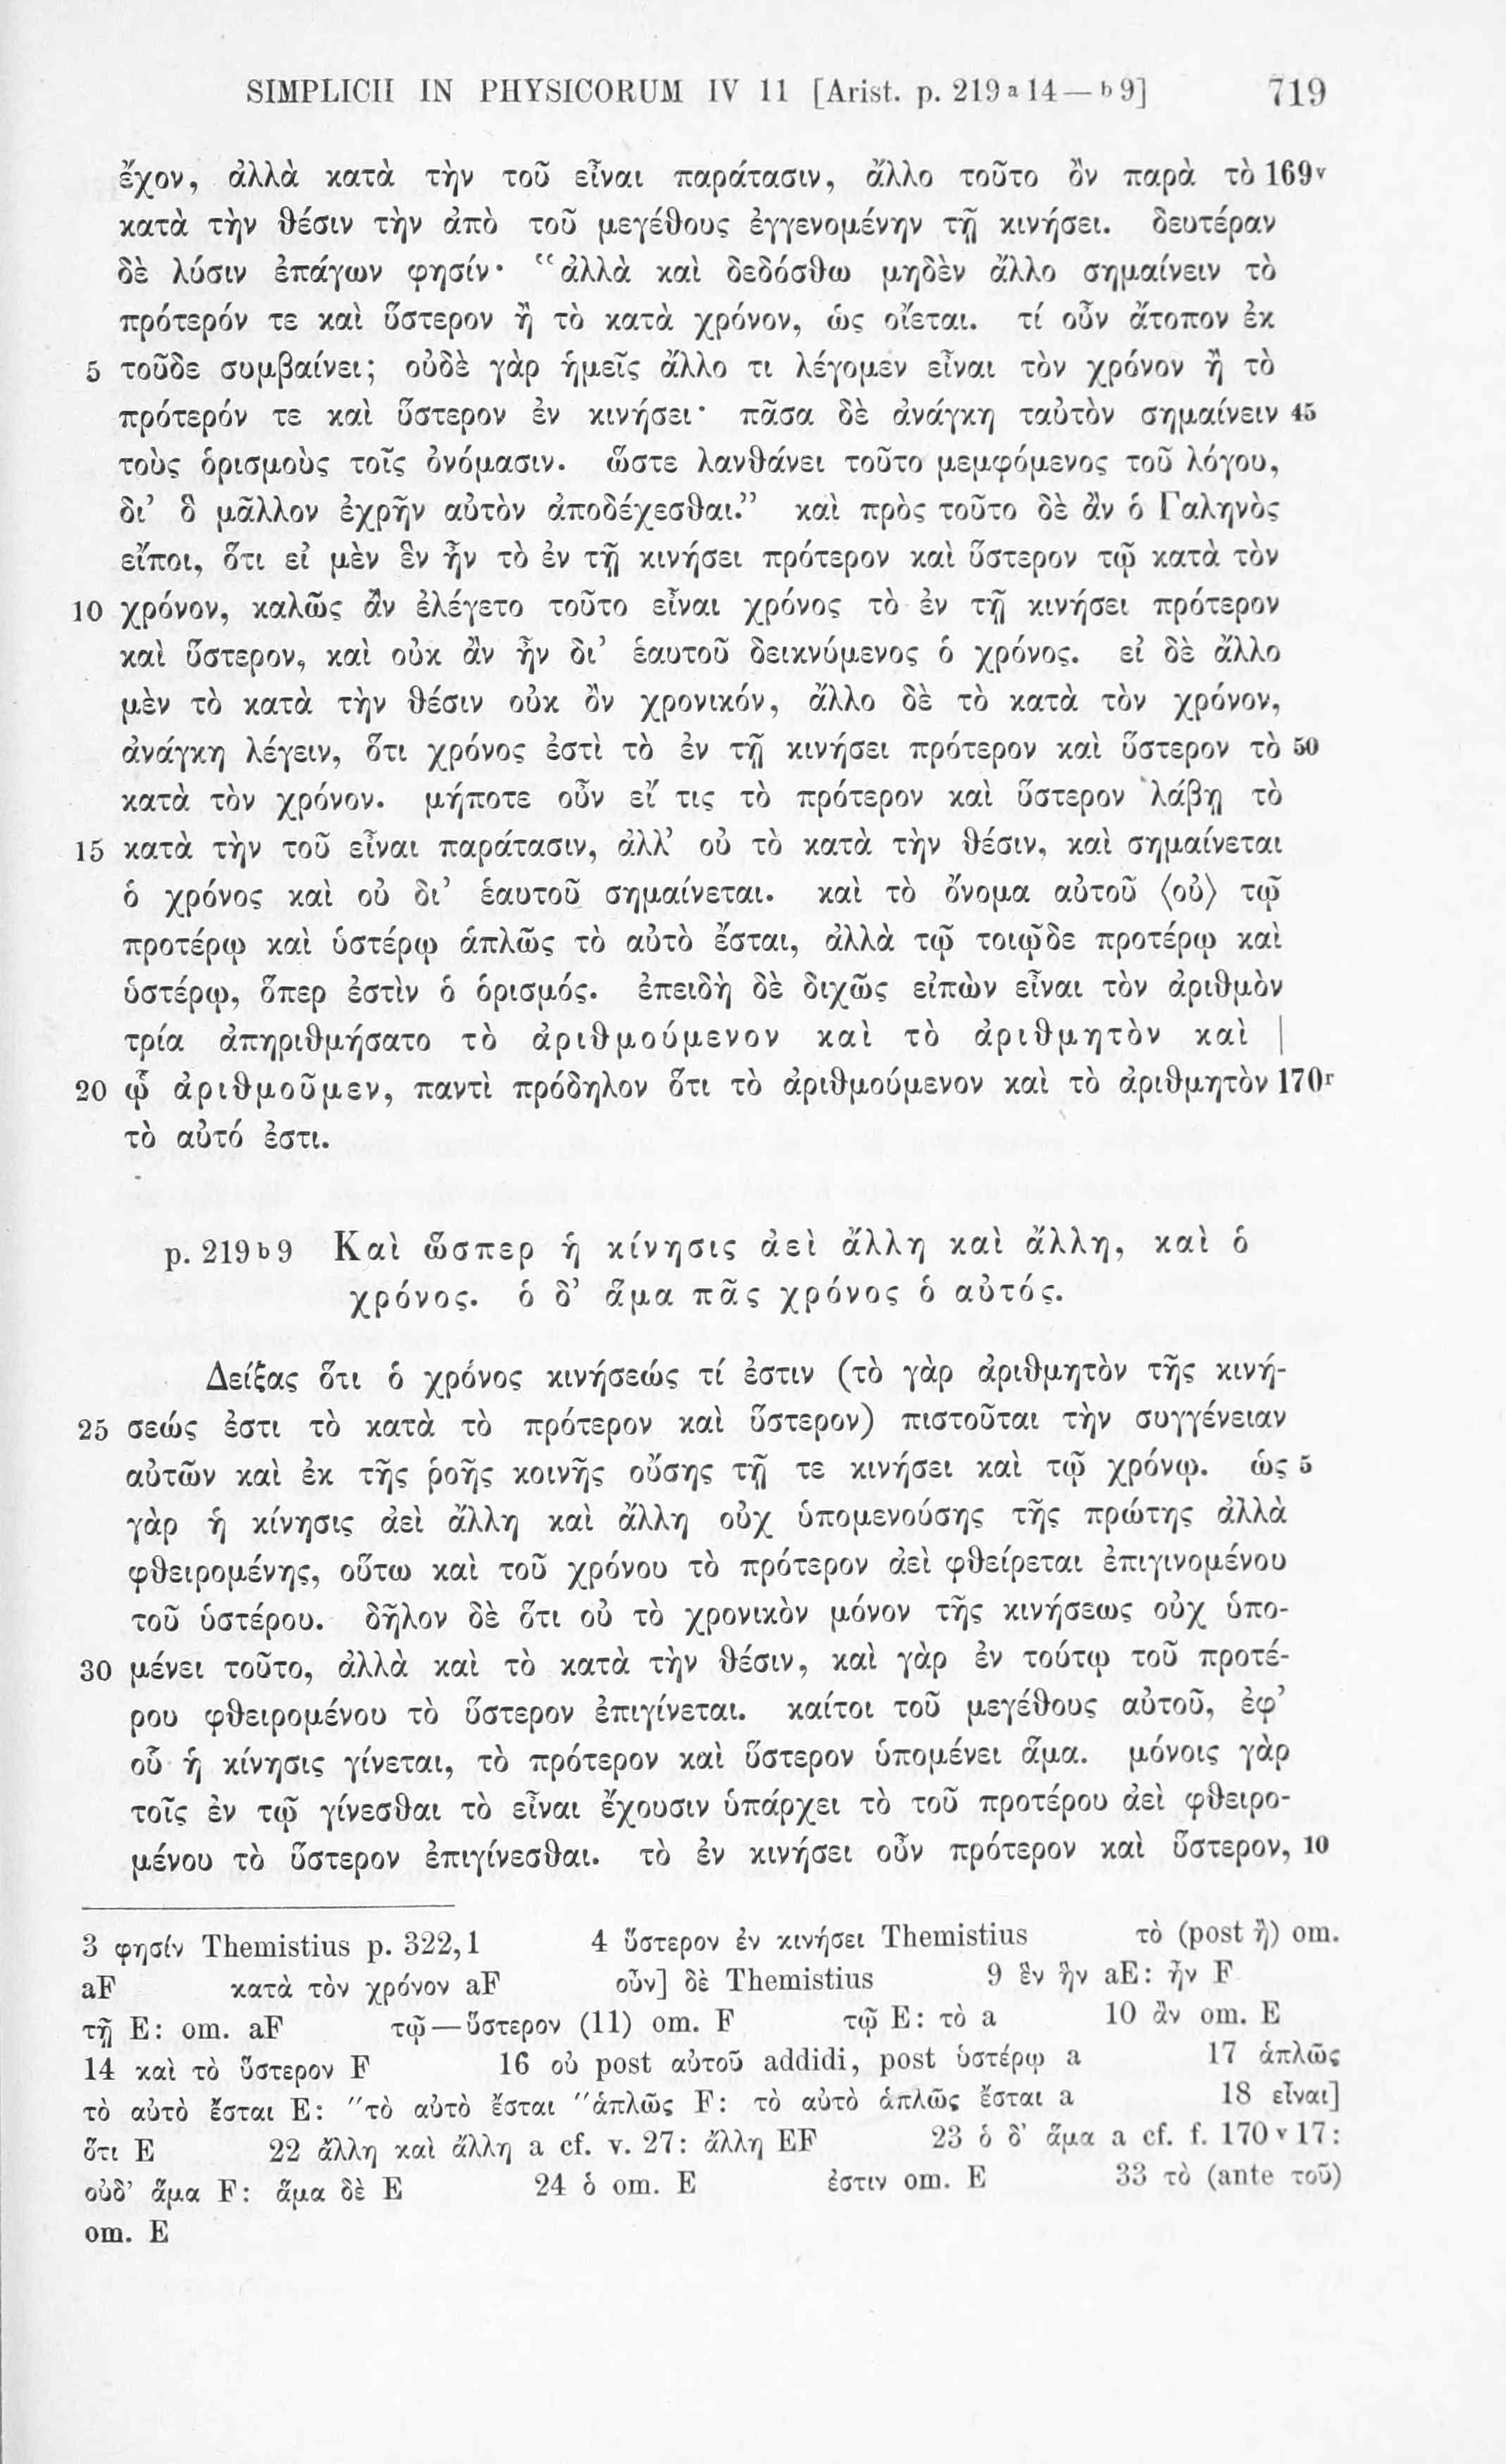 SIMPLICII IN PHYSICORUM IV 11 [Arist. p. 219 a 14 — b 9] 719
ἔχον, ἀλλὰ κατὰ τὴν τοῦ εἶναι παράτασιν, ἄλλο τοῦτο ὂν παρὰ τὸ 169v
κατὰ τὴν θέσιν τὴν ἀπὸ τοῦ μεγέθους ἐγγενομένην τῇ κινήσει. δευτέραν
δὲ λύσιν ἐπάγων φησίν· “ἀλλὰ καὶ δεδόσθω μηδὲν ἄλλο σημαίνειν τὸ
πρότερόν τε καὶ ὕστερον ἢ τὸ κατὰ χρόνον, ὡς οἴεται. τί οὖν ἄτοπον ἐκ
5 τοῦδε συμβαίνει; οὐδὲ γὰρ ἡμεῖς ἄλλο τι λέγομεν εἶναι τὸν χρόνον ἢ τὸ
πρότερόν τε καὶ ὕστερον ἐν κινήσει· πᾶσα δὲ ἀνάγκη ταὐτὸν σημαίνειν 45
τοὺς ὁρισμοὺς τοῖς ὀνόμασιν. ὥστε λανθάνει τοῦτο μεμφόμενος τοῦ λόγου,
δι’ ὃ μᾶλλον ἐχρῆν αὐτὸν ἀποδέχεσθαι.” καὶ πρὸς τοῦτο δὲ ἂν ὁ Γαληνὸς
εἴποι, ὅτι εἰ μὲν ἓν ἦν τὸ ἐν τῇ κινήσει πρότερον καὶ ὕστερον τῷ κατὰ τὸν
10 χρόνον, καλῶς ἂν ἐλέγετο τοῦτο εἶναι χρόνος τὸ ἐν τῇ κινήσει πρότερον
καὶ ὕστερον, καὶ οὐκ ἂν ἦν δι’ ἑαυτοῦ δεικνύμενος ὁ χρόνος. εἰ δὲ ἄλλο
μὲν τὸ κατὰ τὴν θέσιν οὐκ ὂν χρονικόν, ἄλλο δὲ τὸ κατὰ τὸν χρόνον,
ἀνάγκη λέγειν, ὅτι χρόνος ἐστὶ τὸ ἐν τῇ κινήσει πρότερον καὶ ὕστερον τὸ 50
κατὰ τὸν χρόνον. μήποτε οὖν εἴ τις τὸ πρότερον καὶ ὕστερον λάβῃ τὸ
15 κατὰ τὴν τοῦ εἶναι παράτασιν, ἀλλ’ οὐ τὸ κατὰ τὴν θέσιν, καὶ σημαίνεται
ὁ χρόνος καὶ οὐ δι’ ἑαυτοῦ σημαίνεται. καὶ τὸ ὄνομα αὐτοῦ ⟨οὐ⟩ τῷ
προτέρῳ καὶ ὑστέρῳ ἁπλῶς τὸ αὐτὸ ἔσται, ἀλλὰ τῷ τοιῷδε προτέρῳ καὶ
ὑστέρῳ, ὅπερ ἐστὶν ὁ ὁρισμός. ἐπειδὴ δὲ διχῶς εἰπὼν εἶναι τὸν ἀριθμὸν
τρία ἀπηριθμήσατο τὸ ἀριθμούμενον καὶ τὸ ἀριθμητὸν καὶ |
20 ᾧ ἀριθμοῦμεν, παντὶ πρόδηλον ὅτι τὸ ἀριθμούμενον καὶ τὸ ἀριθμητὸν 170r
τὸ αὐτό ἐστι.
p. 219 b 9 Καὶ ὥσπερ ἡ κίνησις ἀεὶ ἄλλη καὶ ἄλλη, καὶ ὁ
χρόνος. ὁ δ’ ἅμα πᾶς χρόνος ὁ αὐτός.
Δείξας ὅτι ὁ χρόνος κινήσεώς τί ἐστιν (τὸ γὰρ ἀριθμητὸν τῆς κινή-
25 σεώς ἐστι τὸ κατὰ τὸ πρότερον καὶ ὕστερον) πιστοῦται τὴν συγγένειαν
αὐτῶν καὶ ἐκ τῆς ῥοῆς κοινῆς οὔσης τῇ τε κινήσει καὶ τῷ χρόνῳ. ὡς 5
γὰρ ἡ κίνησις ἀεὶ ἄλλη καὶ ἄλλη οὐχ ὑπομενούσης τῆς πρώτης ἀλλὰ
φθειρομένης, οὕτω καὶ τοῦ χρόνου τὸ πρότερον ἀεὶ φθείρεται ἐπιγινομένου
τοῦ ὑστέρου. δῆλον δὲ ὅτι οὐ τὸ χρονικὸν μόνον τῆς κινήσεως οὐχ ὑπο-
30 μένει τοῦτο, ἀλλὰ καὶ τὸ κατὰ τὴν θέσιν, καὶ γὰρ ἐν τούτῳ τοῦ προτέ-
ρου φθειρομένου τὸ ὕστερον ἐπιγίνεται. καίτοι τοῦ μεγέθους αὐτοῦ, ἐφ’
οὗ ἡ κίνησις γίνεται, τὸ πρότερον καὶ ὕστερον ὑπομένει ἅμα. μόνοις γὰρ
τοῖς ἐν τῷ γίνεσθαι τὸ εἶναι ἔχουσιν ὑπάρχει τὸ τοῦ προτέρου ἀεὶ φθειρο-
μένου τὸ ὕστερον ἐπιγίνεσθαι. τὸ ἐν κινήσει οὖν πρότερον καὶ ὕστερον, 10
3 φησίν Themistius p. 322,1 4 ὕστερον ἐν κινήσει Themistius τὸ (post ἢ) om.
aF κατὰ τὸν χρόνον aF οὖν] δὲ Themistius 9 ἓν ἦν aE: ἦν F
τῇ E: om. aF τῷ — ὕστερον (11) om. F τῷ E: τὸ a 10 ἂν om. E
14 καὶ τὸ ὕστερον F 16 οὐ post αὐτοῦ addidi, post ὑστέρῳ a 17 ἁπλῶς
τὸ αὐτὸ ἔσται E: ″τὸ αὐτὸ ἔσται ″ἁπλῶς F: τὸ αὐτὸ ἁπλῶς ἔσται a 18 εἶναι]
ὅτι E 22 ἄλλη καὶ ἄλλη a cf. v. 27: ἄλλη EF 23 ὁ δ’ ἅμα a cf. f. 170 v 17:
οὐδ’ ἅμα F: ἅμα δὲ E 24 ὁ om. E ἐστιν om. E 33 τὸ (ante τοῦ)
om. E